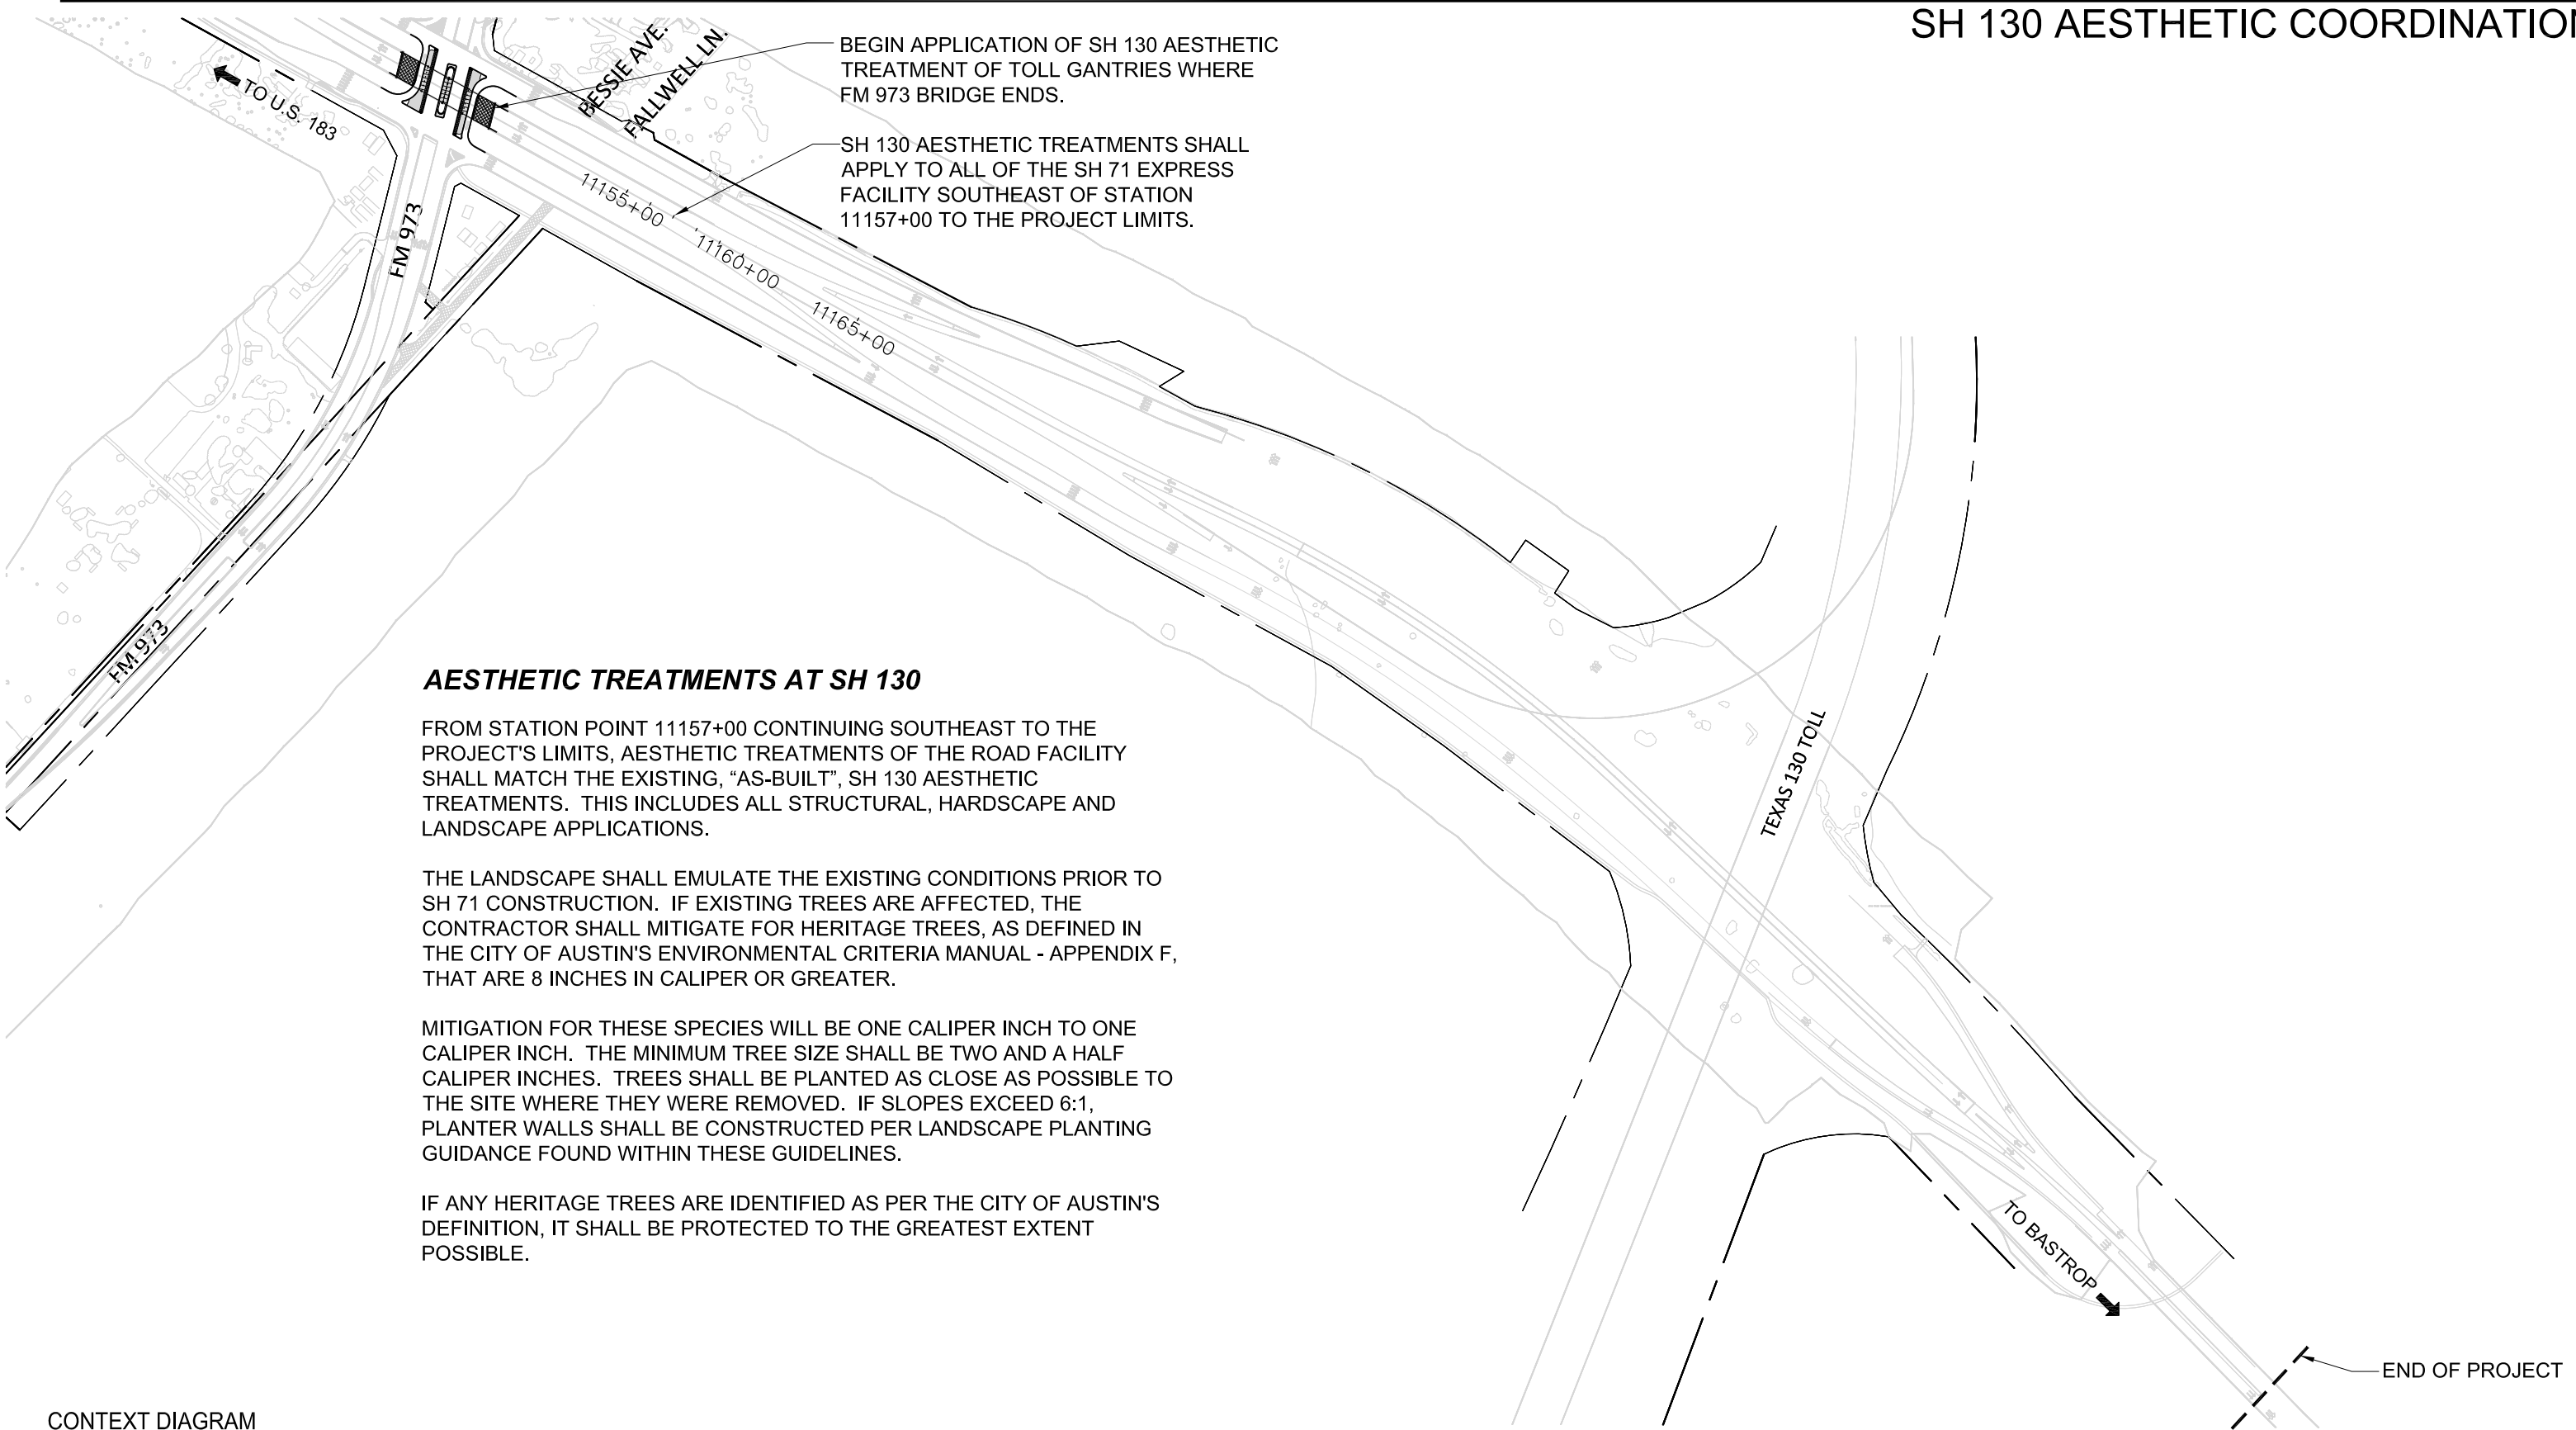 SH 130 AESTHETIC COORDINATION
BEGIN APPLICATION OF SH 130 AESTHETIC
TREATMENT OF TOLL GANTRIES WHERE
FM 973 BRIDGE ENDS.
SH 130 AESTHETIC TREATMENTS SHALL
APPLY TO ALL OF THE SH 71 EXPRESS
FACILITY SOUTHEAST OF STATION
11157+00 TO THE PROJECT LIMITS.
BESSIE AVE.
FALLWELL LN.
TO U.S. 183
FM 973
11155+00
11160+00
11165+00
FM 973
TEXAS 130 TOLL
AESTHETIC TREATMENTS AT SH 130
FROM STATION POINT 11157+00 CONTINUING SOUTHEAST TO THE
PROJECT'S LIMITS, AESTHETIC TREATMENTS OF THE ROAD FACILITY
SHALL MATCH THE EXISTING, “AS-BUILT”, SH 130 AESTHETIC
TREATMENTS. THIS INCLUDES ALL STRUCTURAL, HARDSCAPE AND
LANDSCAPE APPLICATIONS.
THE LANDSCAPE SHALL EMULATE THE EXISTING CONDITIONS PRIOR TO
SH 71 CONSTRUCTION. IF EXISTING TREES ARE AFFECTED, THE
CONTRACTOR SHALL MITIGATE FOR HERITAGE TREES, AS DEFINED IN
THE CITY OF AUSTIN'S ENVIRONMENTAL CRITERIA MANUAL - APPENDIX F,
THAT ARE 8 INCHES IN CALIPER OR GREATER.
MITIGATION FOR THESE SPECIES WILL BE ONE CALIPER INCH TO ONE
CALIPER INCH. THE MINIMUM TREE SIZE SHALL BE TWO AND A HALF
CALIPER INCHES. TREES SHALL BE PLANTED AS CLOSE AS POSSIBLE TO
THE SITE WHERE THEY WERE REMOVED. IF SLOPES EXCEED 6:1,
PLANTER WALLS SHALL BE CONSTRUCTED PER LANDSCAPE PLANTING
GUIDANCE FOUND WITHIN THESE GUIDELINES.
IF ANY HERITAGE TREES ARE IDENTIFIED AS PER THE CITY OF AUSTIN'S
DEFINITION, IT SHALL BE PROTECTED TO THE GREATEST EXTENT
POSSIBLE.
TO BASTROP
END OF PROJECT
CONTEXT DIAGRAM